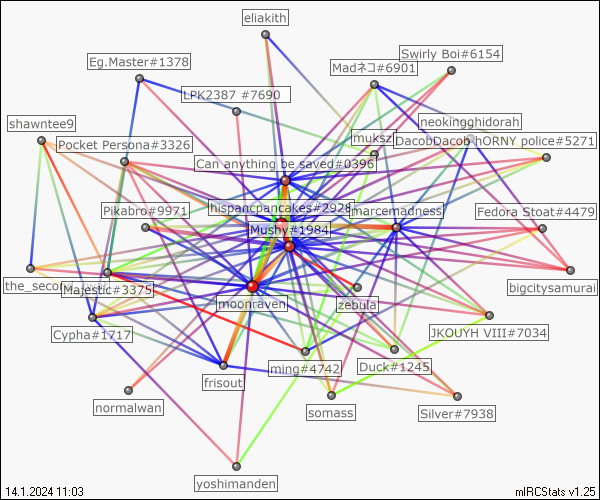 eliakith
Swirly Boi#6154
Eg.Master#1378
Madネコ#6901
LPK2387 #7690
neokingghidorah
shawntee9
muksz
DacobDacob
hORNY police#5271
Pocket Persona#3326
Can anything be saved#0396
hispancpancakes#2928
marcemadness
Pikabro#9971
Fedora Stoat#4479
Mushy#1984
the_second
Majestic#3375
bigcitysamurai
moonraven
zebula
Cypha#1717
JKOUYH VIII#7034
ming#4742
Duck#1245
frisout
normalwan
somass
Silver#7938
yoshimanden
14.1.2024 11:03
mIRCStats v1.25